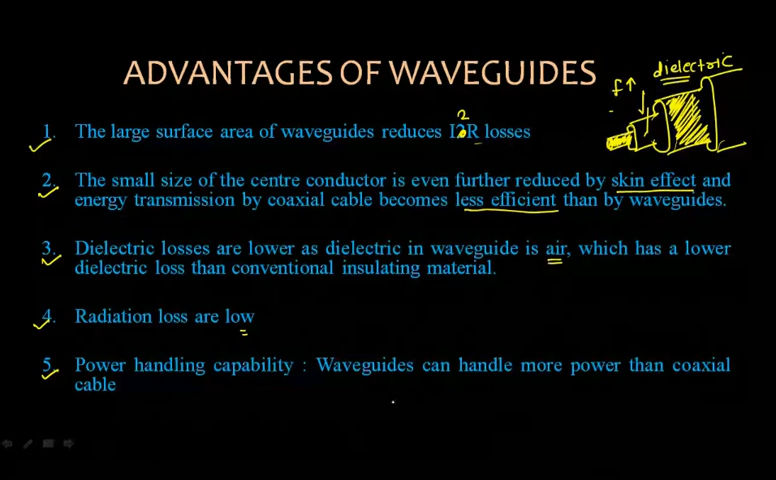 ADVANTAGES OF WAVEGUIDES
dielectric
f↑
1. The large surface area of waveguides reduces I2R losses
2
2. The small size of the centre conductor is even further reduced by skin effect and
energy transmission by coaxial cable becomes less efficient than by waveguides.
3. Dielectric losses are lower as dielectric in waveguide is air, which has a lower
dielectric loss than conventional insulating material.
4. Radiation loss are low
5. Power handling capability : Waveguides can handle more power than coaxial
cable